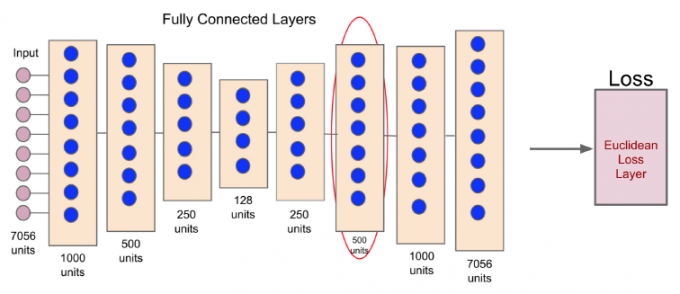 Fully Connected Layers
Input
Loss
Euclidean
Loss
Layer
7056
units
1000
units
500
units
250
units
128
units
250
units
500
units
1000
units
7056
units